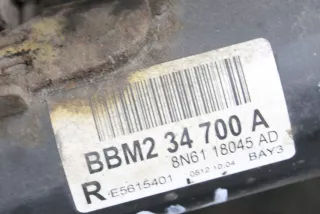 BBM2 34 700 A
8N61 18045 AD
R E5615401 0812.10.04 BAY3